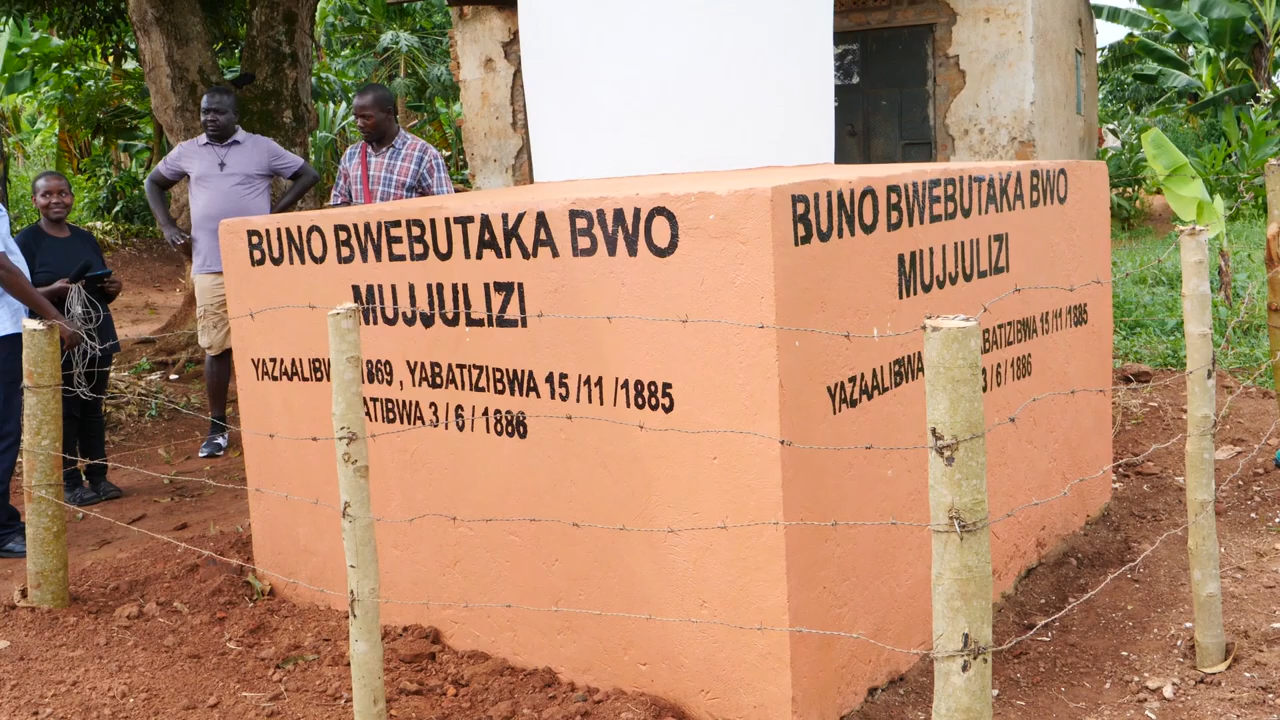 BUNO BWEBUTAKA BWO
MUJJULIZI
YAZAALIBW 1869 , YABATIZIBWA 15 /11 /1885
ATIBWA 3 / 6 / 1886
BUNO BWEBUTAKA BWO
MUJJULIZI
YAZAALIBWA ABATIZIBWA 15 /11 /1885
3 / 6 / 1886